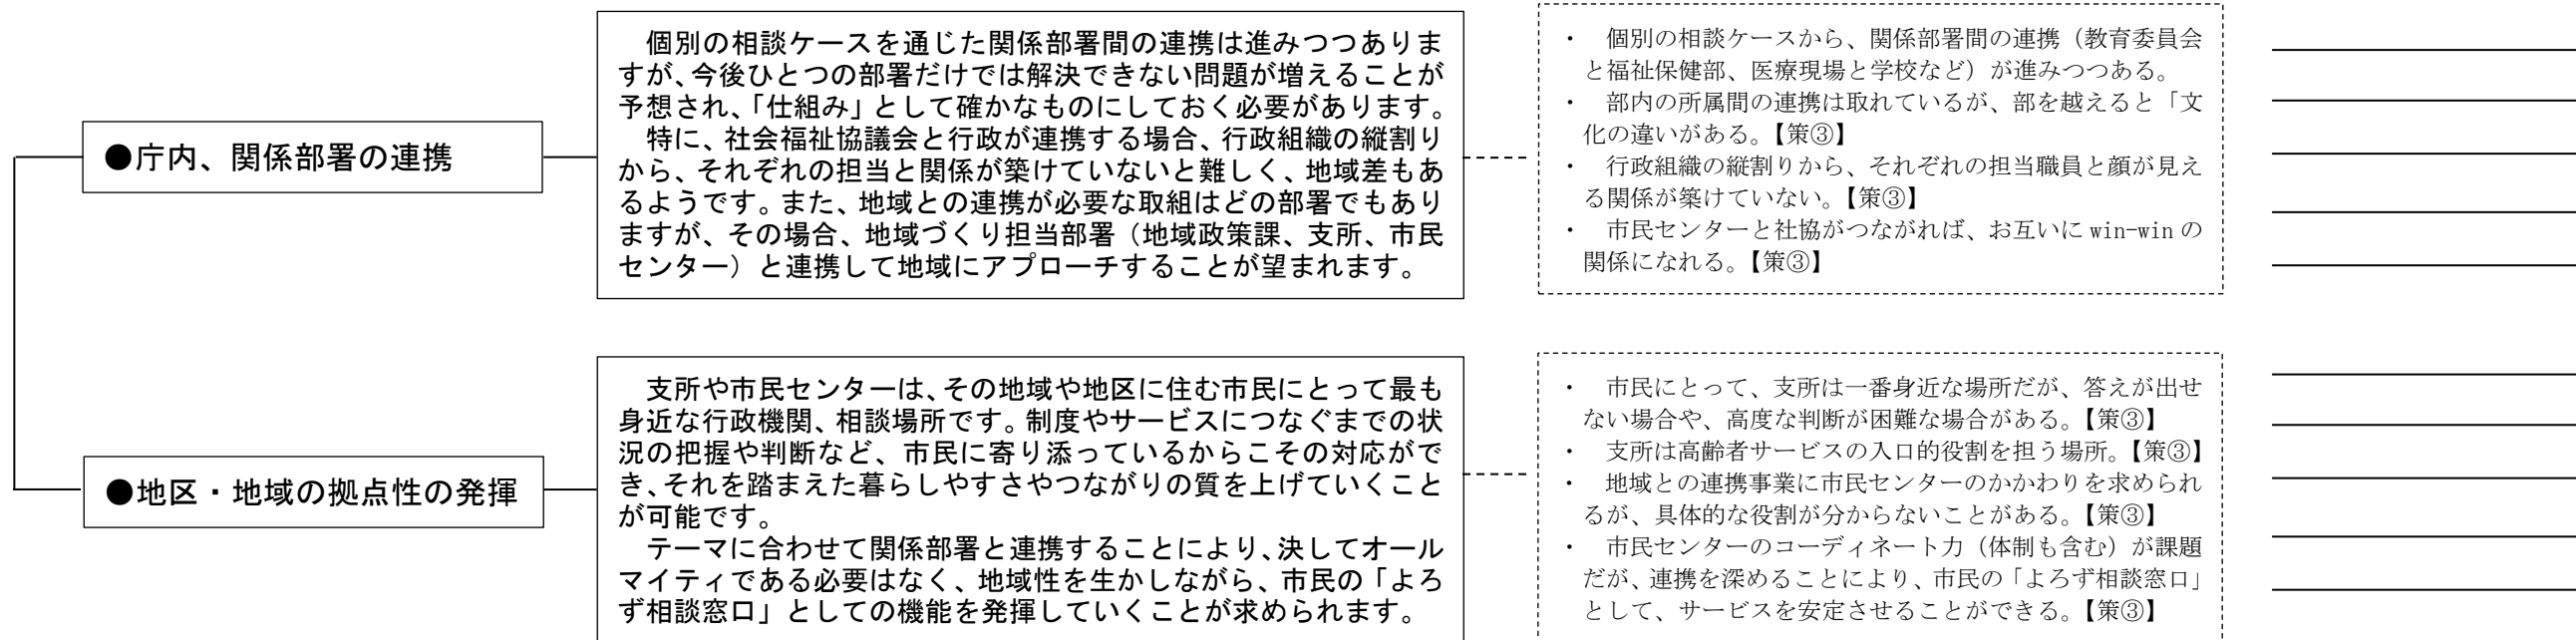 ●庁内、関係部署の連携
　個別の相談ケースを通じた関係部署間の連携は進みつつありま
すが、今後ひとつの部署だけでは解決できない問題が増えることが
予想され、「仕組み」として確かなものにしておく必要があります。
　特に、社会福祉協議会と行政が連携する場合、行政組織の縦割り
から、それぞれの担当と関係が築けていないと難しく、地域差もあ
るようです。また、地域との連携が必要な取組はどの部署でもあり
ますが、その場合、地域づくり担当部署（地域政策課、支所、市民
センター）と連携して地域にアプローチすることが望まれます。
・　個別の相談ケースから、関係部署間の連携（教育委員会
と福祉保健部、医療現場と学校など）が進みつつある。
・　部内の所属間の連携は取れているが、部を越えると「文
化の違いがある。【策③】
・　行政組織の縦割りから、それぞれの担当職員と顔が見え
る関係が築けていない。【策③】
・　市民センターと社協がつながれば、お互いに win-win の
関係になれる。【策③】
●地区・地域の拠点性の発揮
　支所や市民センターは、その地域や地区に住む市民にとって最も
身近な行政機関、相談場所です。制度やサービスにつなぐまでの状
況の把握や判断など、市民に寄り添っているからこその対応がで
き、それを踏まえた暮らしやすさやつながりの質を上げていくこと
が可能です。
　テーマに合わせて関係部署と連携することにより、決してオール
マイティである必要はなく、地域性を生かしながら、市民の「よろ
ず相談窓口」としての機能を発揮していくことが求められます。
・　市民にとって、支所は一番身近な場所だが、答えが出せ
ない場合や、高度な判断が困難な場合がある。【策③】
・　支所は高齢者サービスの入口的役割を担う場所。【策③】
・　地域との連携事業に市民センターのかかわりを求められ
るが、具体的な役割が分からないことがある。【策③】
・　市民センターのコーディネート力（体制も含む）が課題
だが、連携を深めることにより、市民の「よろず相談窓口」
として、サービスを安定させることができる。【策③】